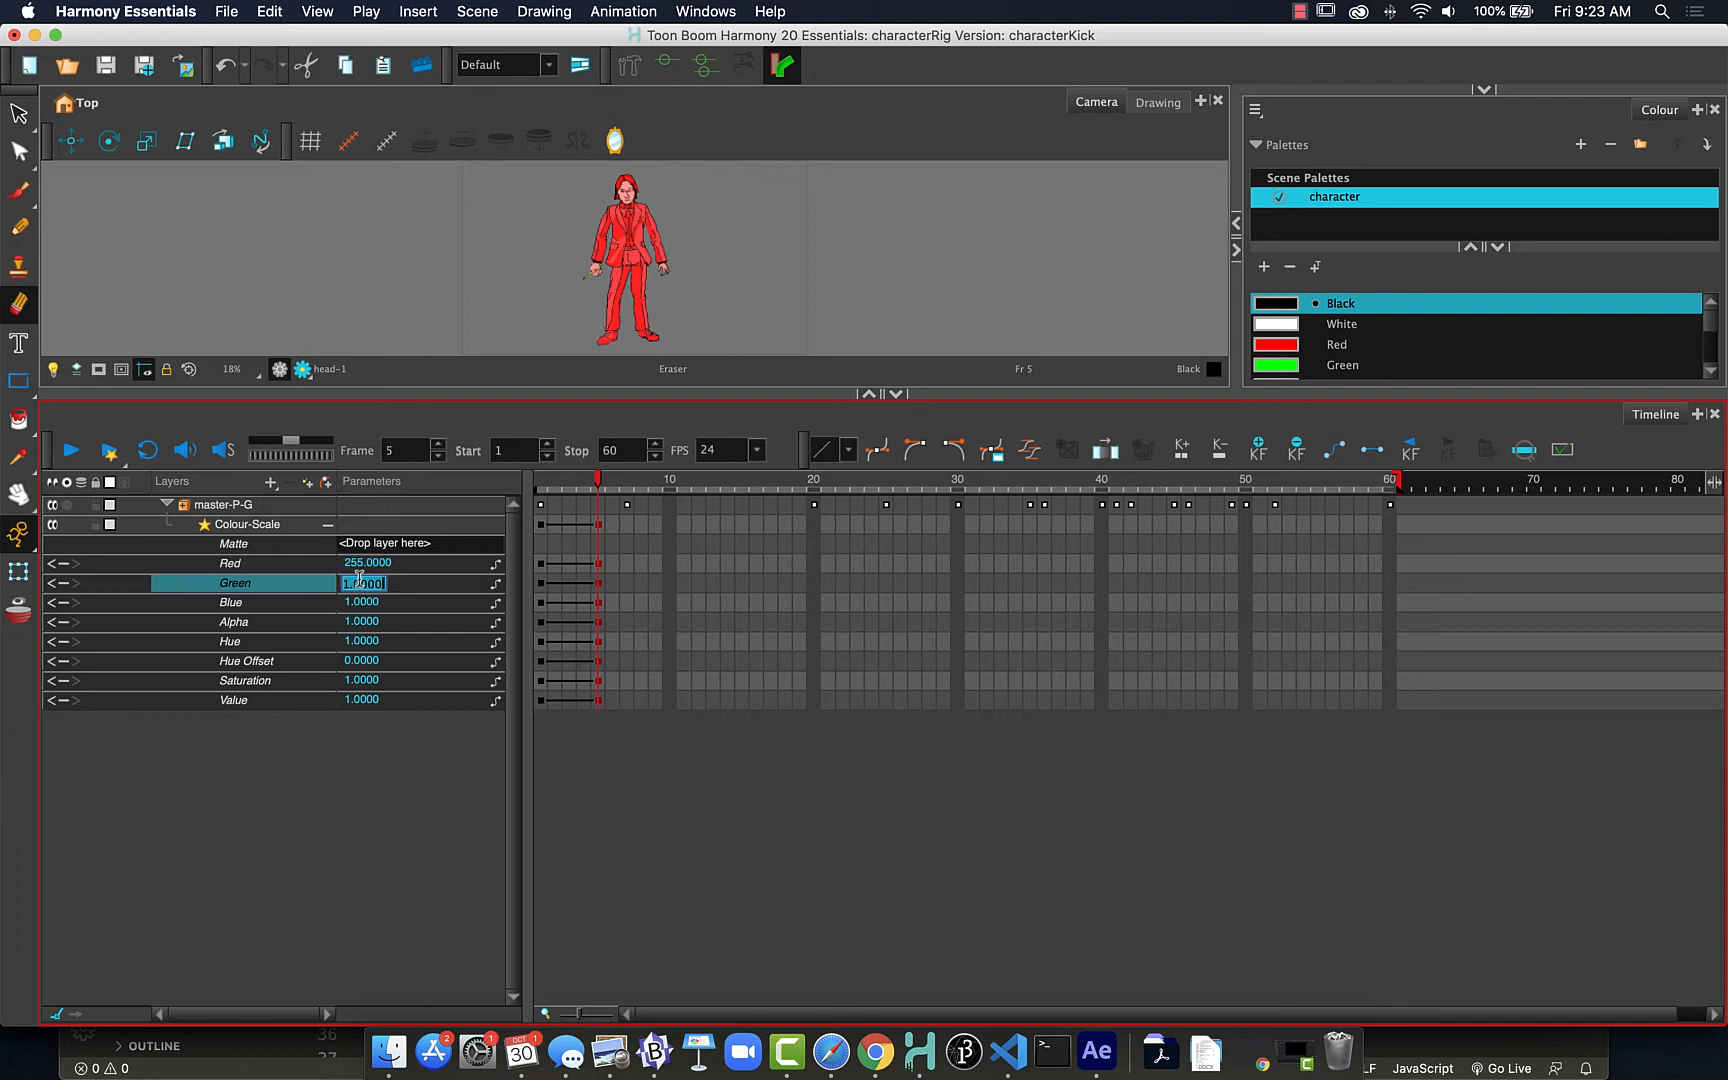 Harmony Essentials File Edit View Play Insert Scene Drawing Animation Windows Help 100% Fri 9:23 AM
Toon Boom Harmony 20 Essentials: characterRig Version: characterKick
Default
Top Camera Drawing Colour
Palettes
Scene Palettes
character
Black
White
Red
Green
18% head-1 Eraser Fr 5 Black
Timeline
Frame 5 Start 1 Stop 60 FPS 24
Layers Parameters 10 20 30 40 50 60 70 80
master-P-G
Colour-Scale
Matte <Drop layer here>
Red 255.0000
Green 1.0000
Blue 1.0000
Alpha 1.0000
Hue 1.0000
Hue Offset 0.0000
Saturation 1.0000
Value 1.0000
OUTLINE
0 0 JavaScript Go Live